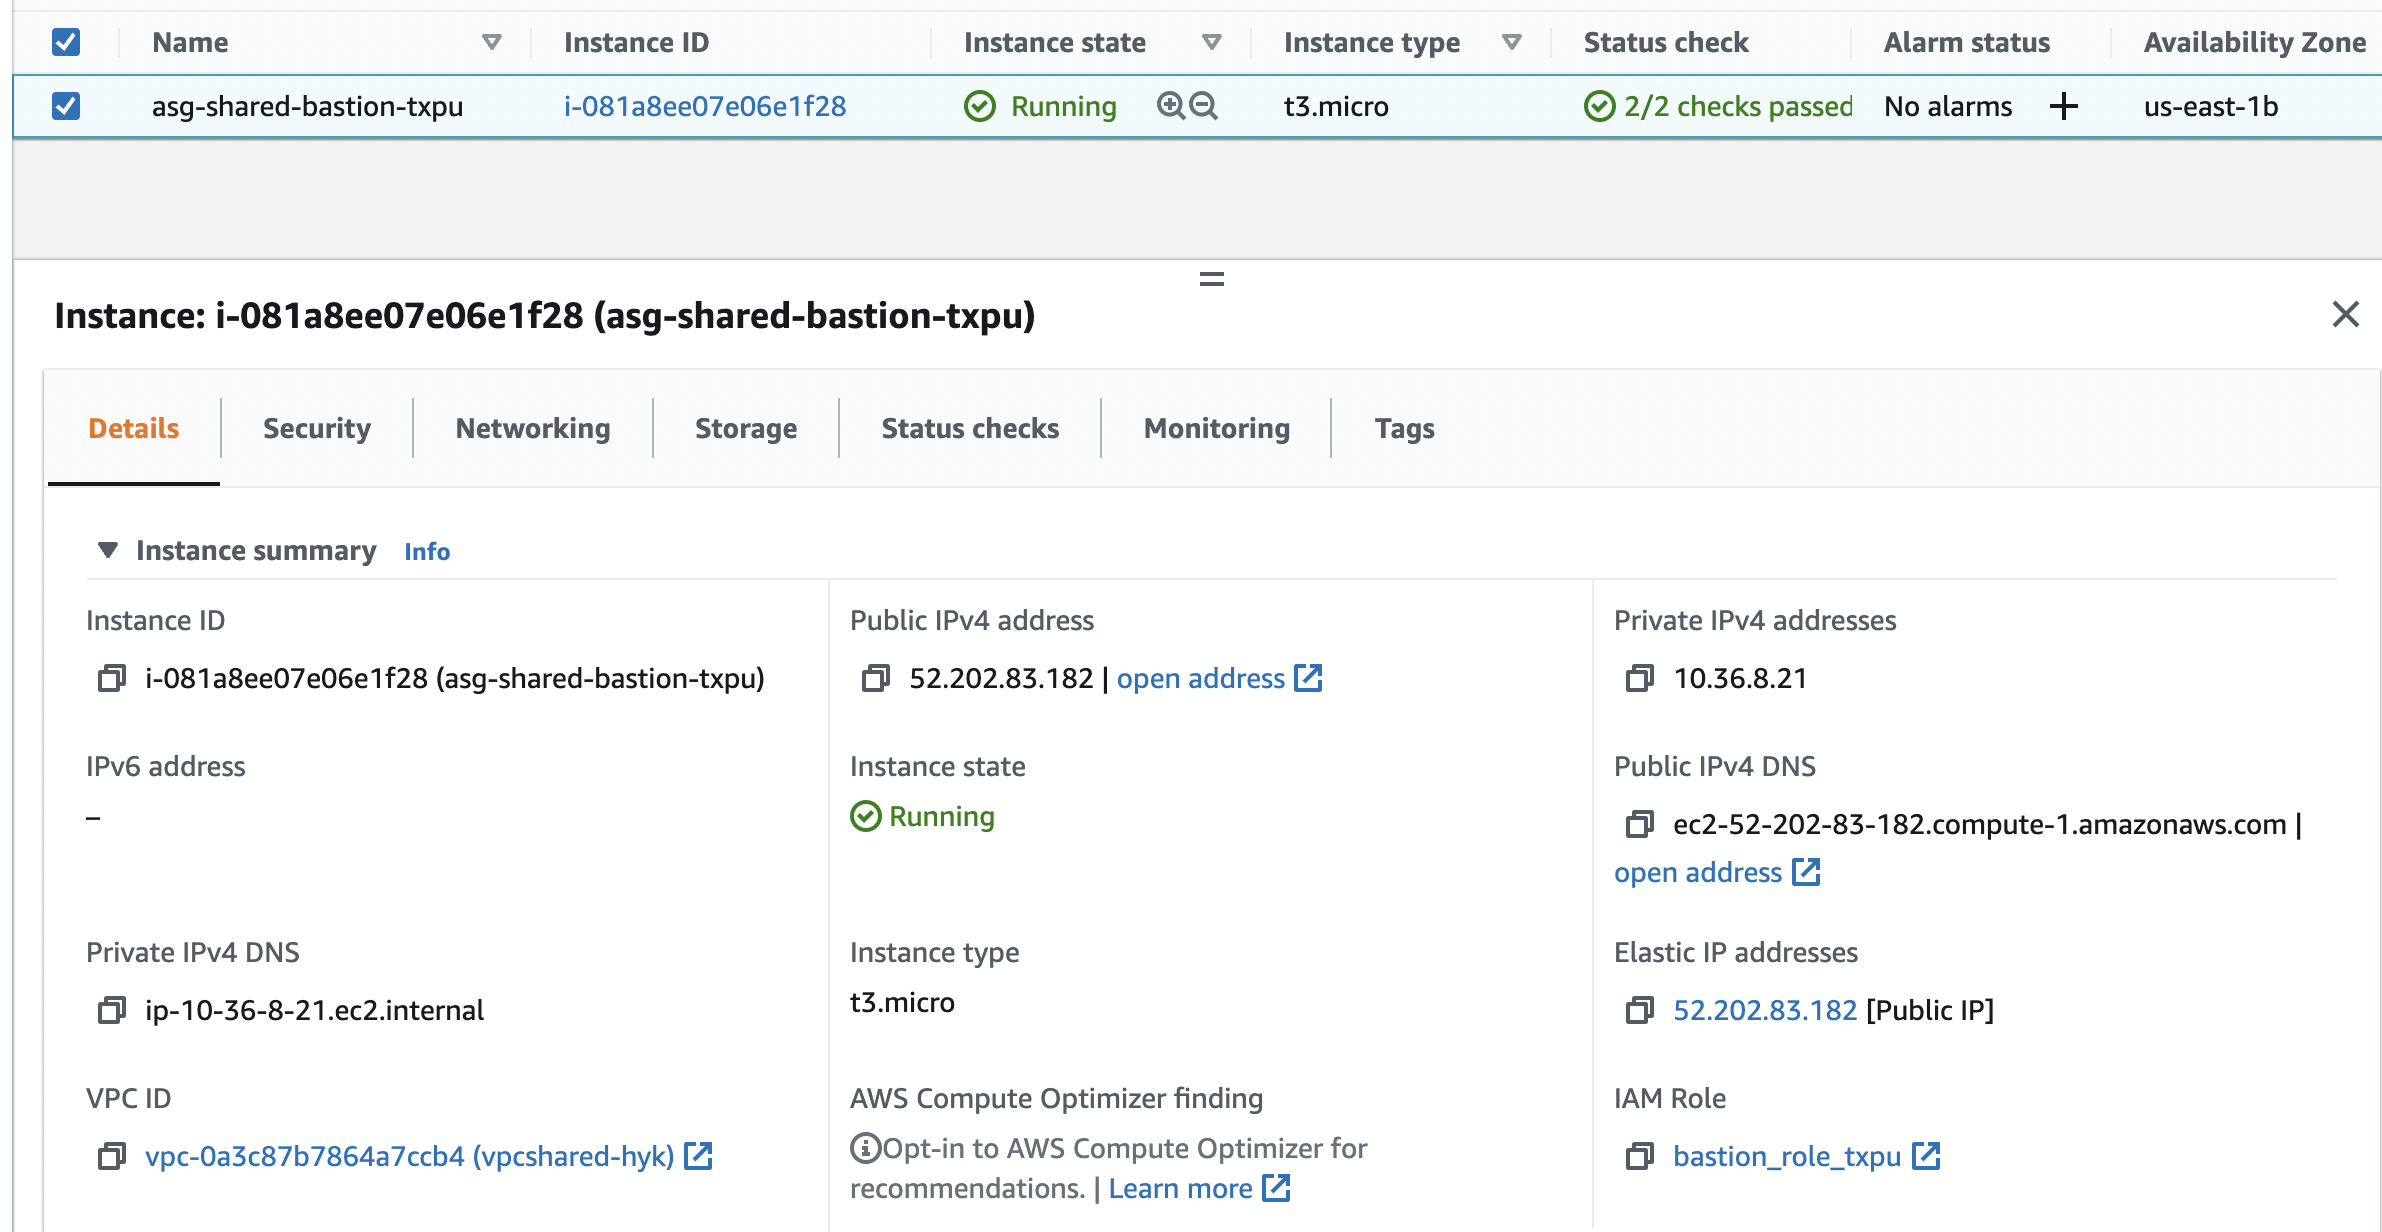 Name Instance ID Instance state Instance type Status check Alarm status Availability Zone
asg-shared-bastion-txpu i-081a8ee07e06e1f28 Running t3.micro 2/2 checks passed No alarms us-east-1b
Instance: i-081a8ee07e06e1f28 (asg-shared-bastion-txpu)
Details Security Networking Storage Status checks Monitoring Tags
Instance summary Info
Instance ID Public IPv4 address Private IPv4 addresses
i-081a8ee07e06e1f28 (asg-shared-bastion-txpu) 52.202.83.182 | open address 10.36.8.21
IPv6 address Instance state Public IPv4 DNS
– Running ec2-52-202-83-182.compute-1.amazonaws.com |
open address
Private IPv4 DNS Instance type Elastic IP addresses
ip-10-36-8-21.ec2.internal t3.micro 52.202.83.182 [Public IP]
VPC ID AWS Compute Optimizer finding IAM Role
vpc-0a3c87b7864a7ccb4 (vpcshared-hyk) Opt-in to AWS Compute Optimizer for bastion_role_txpu
recommendations. | Learn more